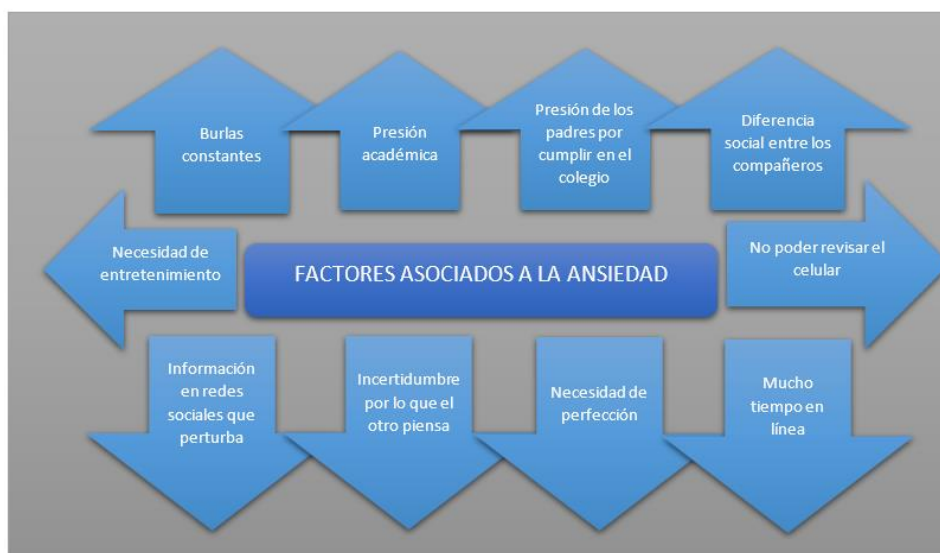 Burlas
constantes
Presión
académica
Presión de los
padres por
cumplir en el
colegio
Diferencia
social entre los
compañeros
Necesidad de
entretenimiento
FACTORES ASOCIADOS A LA ANSIEDAD
No poder revisar el
celular
Información
en redes
sociales que
perturba
Incertidumbre
por lo que el
otro piensa
Necesidad de
perfección
Mucho
tiempo en
línea